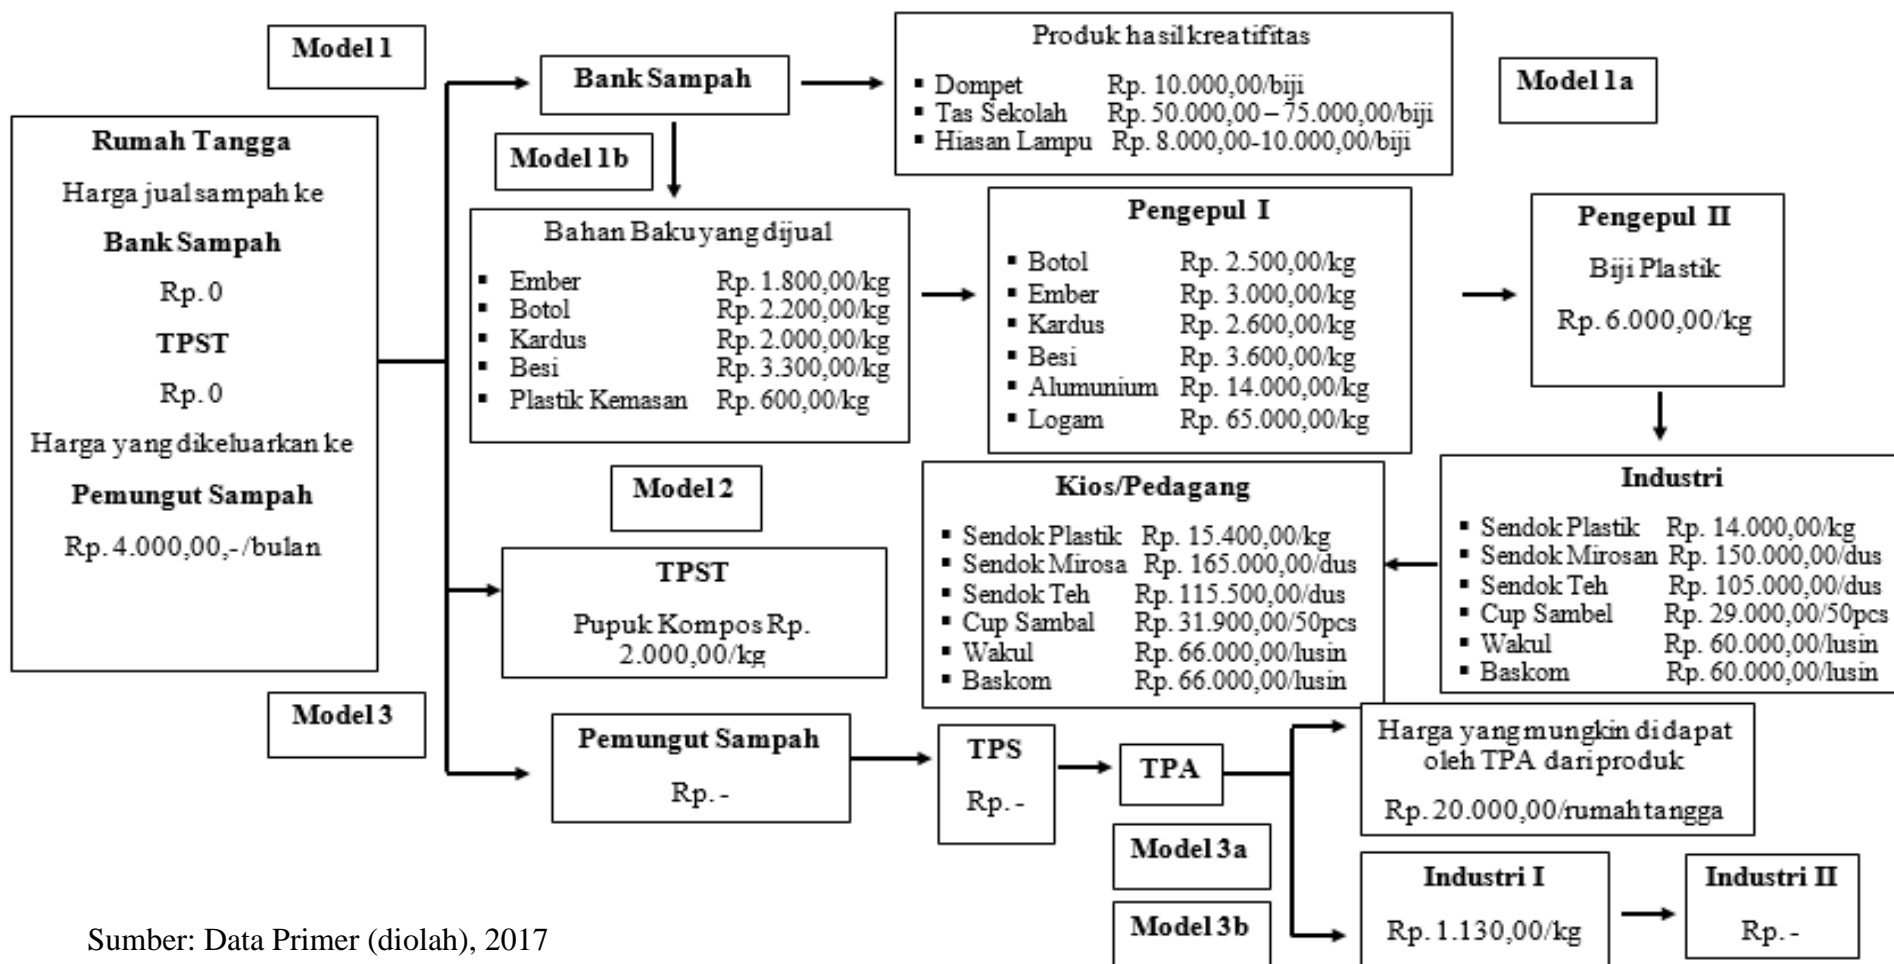 Model 1
Bank Sampah
Produk hasil kreatifitas
▪ Dompet Rp. 10.000,00/biji
▪ Tas Sekolah Rp. 50.000,00 – 75.000,00/biji
▪ Hiasan Lampu Rp. 8.000,00-10.000,00/biji
Model 1a
Rumah Tangga
Harga jual sampah ke
Bank Sampah
Rp. 0
TPST
Rp. 0
Harga yang dikeluarkan ke
Pemungut Sampah
Rp. 4.000,00,-/bulan
Model 1b
Bahan Baku yang dijual
▪ Ember Rp. 1.800,00/kg
▪ Botol Rp. 2.200,00/kg
▪ Kardus Rp. 2.000,00/kg
▪ Besi Rp. 3.300,00/kg
▪ Plastik Kemasan Rp. 600,00/kg
Pengepul I
▪ Botol Rp. 2.500,00/kg
▪ Ember Rp. 3.000,00/kg
▪ Kardus Rp. 2.600,00/kg
▪ Besi Rp. 3.600,00/kg
▪ Alumunium Rp. 14.000,00/kg
▪ Logam Rp. 65.000,00/kg
Pengepul II
Biji Plastik
Rp. 6.000,00/kg
Industri
▪ Sendok Plastik Rp. 14.000,00/kg
▪ Sendok Mirosan Rp. 150.000,00/dus
▪ Sendok Teh Rp. 105.000,00/dus
▪ Cup Sambel Rp. 29.000,00/50pcs
▪ Wakul Rp. 60.000,00/lusin
▪ Baskom Rp. 60.000,00/lusin
Kios/Pedagang
▪ Sendok Plastik Rp. 15.400,00/kg
▪ Sendok Mirosa Rp. 165.000,00/dus
▪ Sendok Teh Rp. 115.500,00/dus
▪ Cup Sambal Rp. 31.900,00/50pcs
▪ Wakul Rp. 66.000,00/lusin
▪ Baskom Rp. 66.000,00/lusin
Model 2
TPST
Pupuk Kompos Rp.
2.000,00/kg
Model 3
Pemungut Sampah
Rp. -
TPS
Rp. -
TPA
Harga yang mungkin didapat
oleh TPA dari produk
Rp. 20.000,00/rumah tangga
Model 3a
Model 3b
Industri I
Rp. 1.130,00/kg
Industri II
Rp. -
Sumber: Data Primer (diolah), 2017